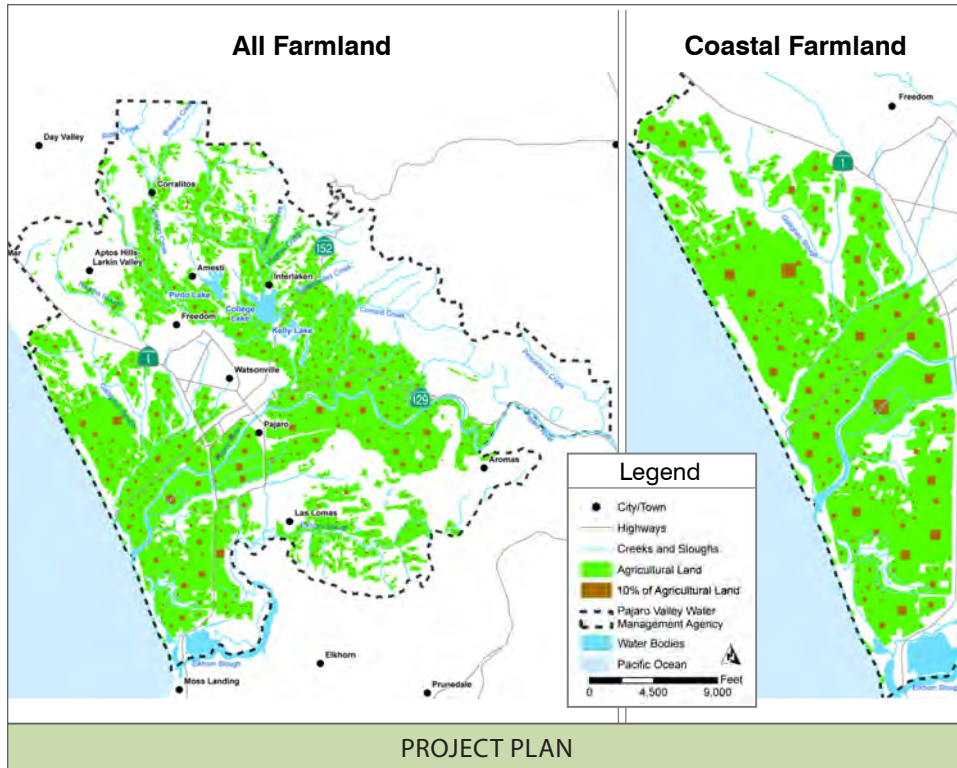 All Farmland
Coastal Farmland
Day Valley
Corralitos
152
Mar
Aptos Hills-
Larkin Valley
Amesti
Interlaken
Pinto Lake
College
Lake
Kelly Lake
Freedom
1
Watsonville
129
Pajaro
Aromas
Las Lomas
Elkhorn Slough
Elkhorn
Moss Landing
Prunedale
Freedom
1
Elkhorn Slough
Legend
City/Town
Highways
Creeks and Sloughs
Agricultural Land
10% of Agricultural Land
Pajaro Valley Water
Management Agency
Water Bodies
Pacific Ocean
Feet
0 4,500 9,000
PROJECT PLAN